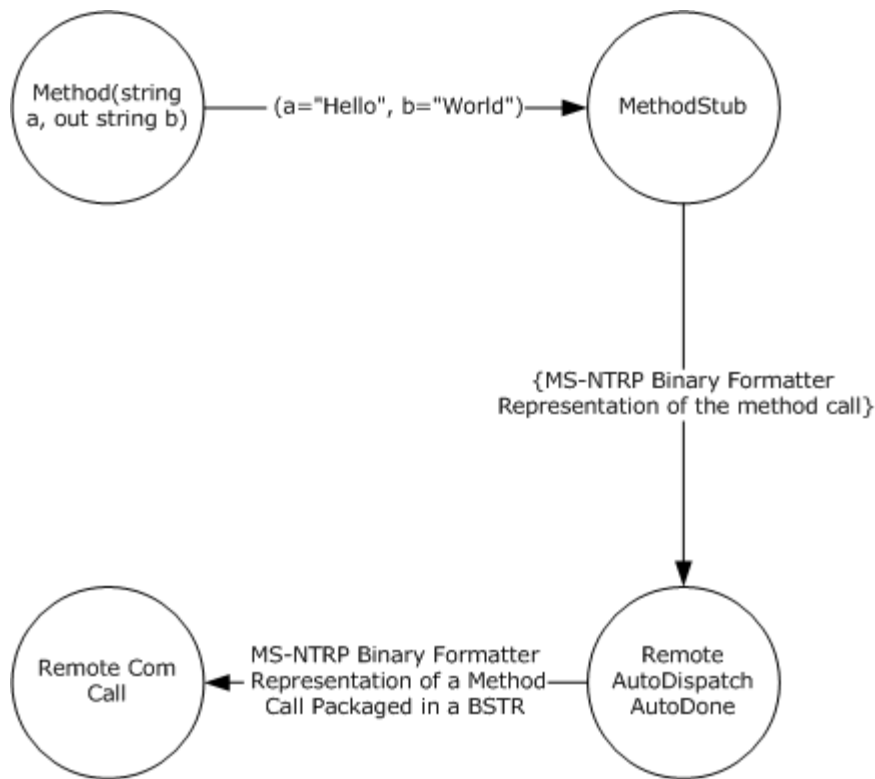 Method(string
a, out string b)
(a="Hello", b="World")
MethodStub
{MS-NTRP Binary Formatter
Representation of the method call}
Remote
AutoDispatch
AutoDone
MS-NTRP Binary Formatter
Representation of a Method
Call Packaged in a BSTR
Remote Com
Call